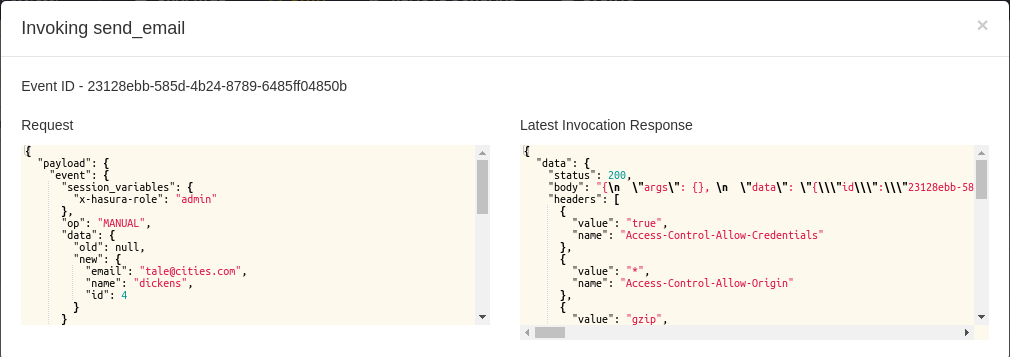 Invoking send_email
×
Event ID - 23128ebb-585d-4b24-8789-6485ff04850b
Request
{
  "payload": {
    "event": {
      "session_variables": {
        "x-hasura-role": "admin"
      },
      "op": "MANUAL",
      "data": {
        "old": null,
        "new": {
          "email": "tale@cities.com",
          "name": "dickens",
          "id": 4
        }
      }
Latest Invocation Response
{
  "data": {
    "status": 200,
    "body": "{\n  \"args\": {}, \n  \"data\": \"{\\\"id\\\":\\\"23128ebb-58
    "headers": [
      {
        "value": "true",
        "name": "Access-Control-Allow-Credentials"
      },
      {
        "value": "*",
        "name": "Access-Control-Allow-Origin"
      },
      {
        "value": "gzip",